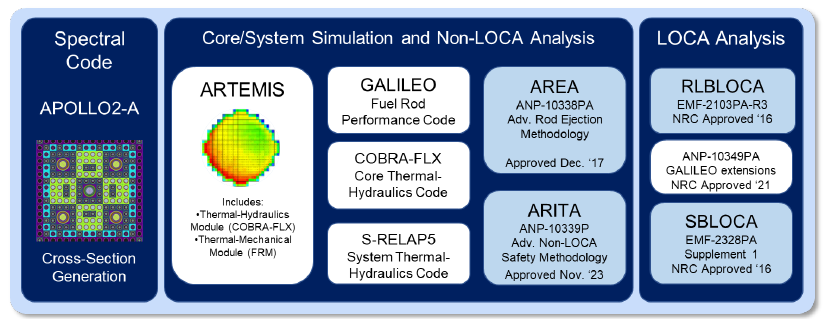 Spectral
Code
APOLLO2-A
Cross-Section
Generation
Core/System Simulation and Non-LOCA Analysis
ARTEMIS
Includes:
•Thermal-Hydraulics
Module (COBRA-FLX)
•Thermal-Mechanical
Module (FRM)
GALILEO
Fuel Rod
Performance Code
COBRA-FLX
Core Thermal-
Hydraulics Code
S-RELAP5
System Thermal-
Hydraulics Code
AREA
ANP-10338PA
Adv. Rod Ejection
Methodology
Approved Dec. ‘17
ARITA
ANP-10339P
Adv. Non-LOCA
Safety Methodology
Approved Nov. ‘23
LOCA Analysis
RLBLOCA
EMF-2103PA-R3
NRC Approved ‘16
ANP-10349PA
GALILEO extensions
NRC Approved ‘21
SBLOCA
EMF-2328PA
Supplement 1
NRC Approved ‘16